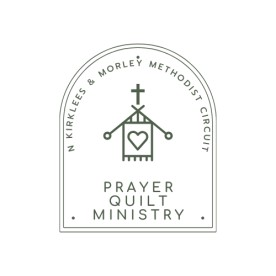 N KIRKLEES & MORLEY METHODIST CIRCUIT
PRAYER
QUILT
MINISTRY